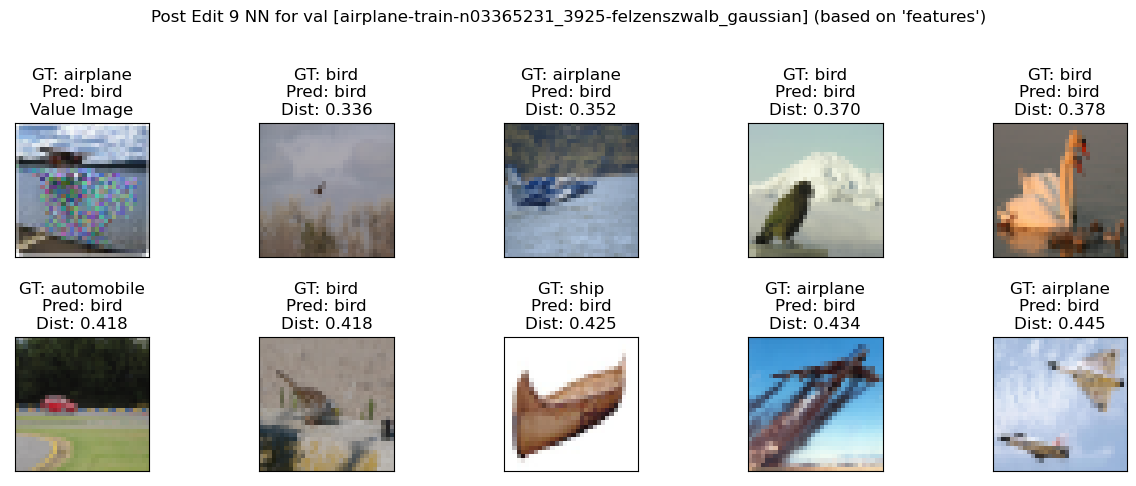 Post Edit 9 NN for val [airplane-train-n03365231_3925-felzenszwalb_gaussian] (based on 'features')
GT: airplane
Pred: bird
Value Image
GT: bird
Pred: bird
Dist: 0.336
GT: airplane
Pred: bird
Dist: 0.352
GT: bird
Pred: bird
Dist: 0.370
GT: bird
Pred: bird
Dist: 0.378
GT: automobile
Pred: bird
Dist: 0.418
GT: bird
Pred: bird
Dist: 0.418
GT: ship
Pred: bird
Dist: 0.425
GT: airplane
Pred: bird
Dist: 0.434
GT: airplane
Pred: bird
Dist: 0.445